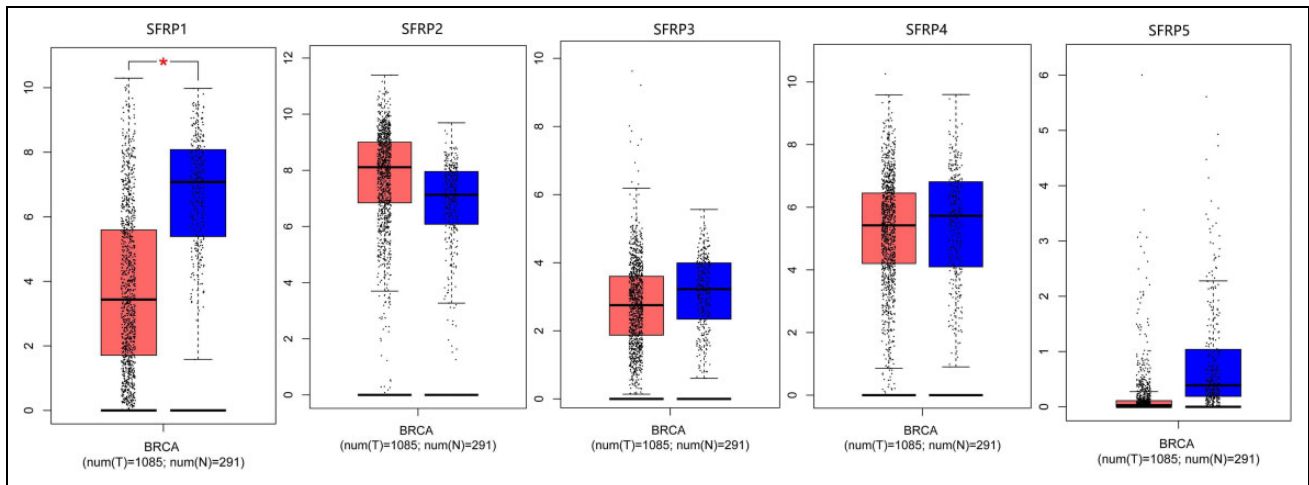 SFRP1
SFRP2
SFRP3
SFRP4
SFRP5
*
0
2
4
6
8
10
BRCA
(num(T)=1085; num(N)=291)
0
2
4
6
8
10
12
BRCA
(num(T)=1085; num(N)=291)
0
2
4
6
8
10
BRCA
(num(T)=1085; num(N)=291)
0
2
4
6
8
10
BRCA
(num(T)=1085; num(N)=291)
0
1
2
3
4
5
6
BRCA
(num(T)=1085; num(N)=291)